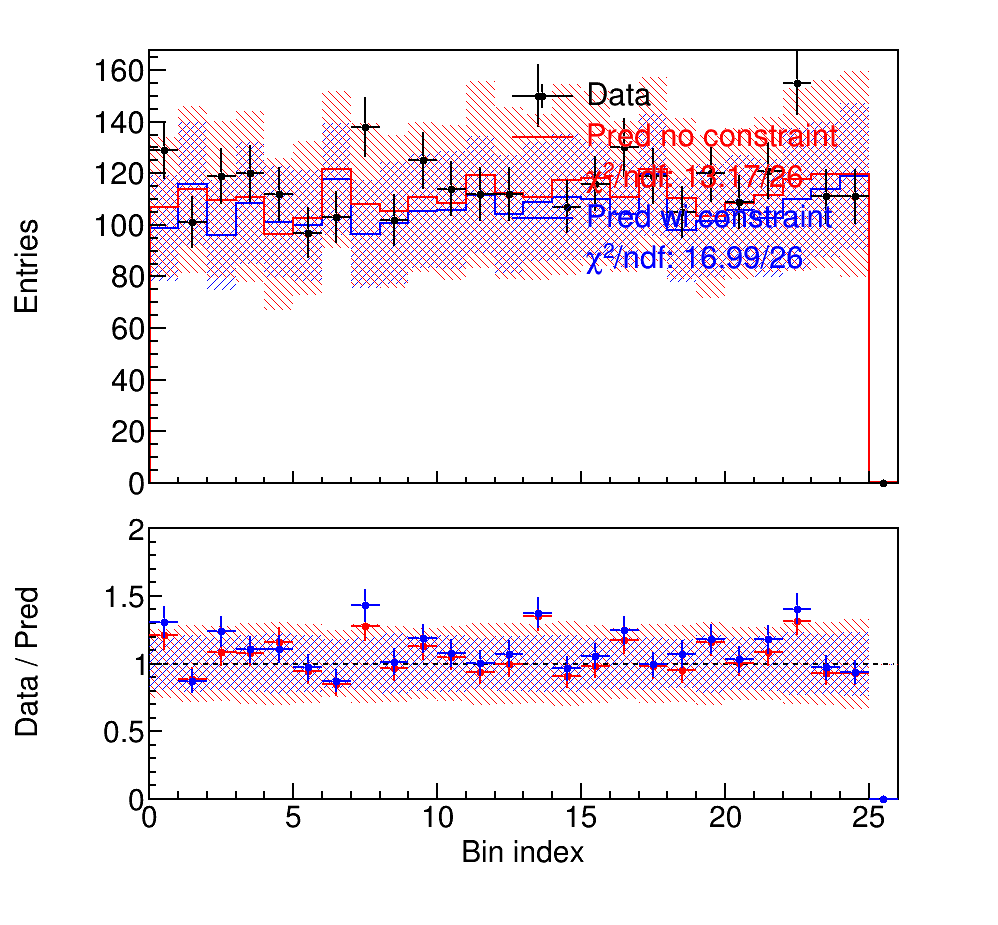 160
140
120
100
80
60
40
20
0
Entries
Data
Pred no constraint
χ²/ndf: 13.17/26
Pred w/ constraint
χ²/ndf: 16.99/26
2
1.5
1
0.5
0
Data / Pred
0 5 10 15 20 25
Bin index